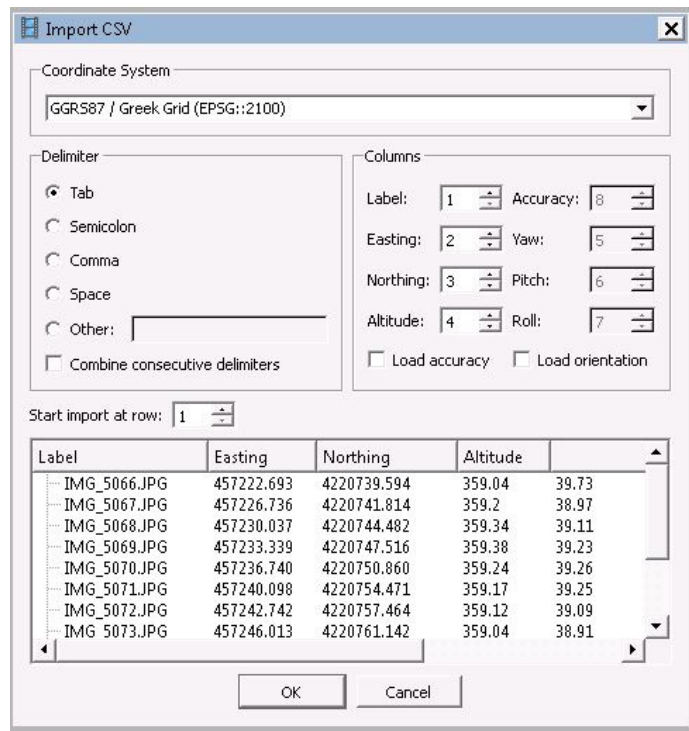 Import CSV
Coordinate System
GGRS87 / Greek Grid (EPSG::2100)
Delimiter
Tab
Semicolon
Comma
Space
Other:
Combine consecutive delimiters
Columns
Label: 1 Accuracy: 8
Easting: 2 Yaw: 5
Northing: 3 Pitch: 6
Altitude: 4 Roll: 7
Load accuracy Load orientation
Start import at row: 1
Label Easting Northing Altitude
IMG_5066.JPG 457222.693 4220739.594 359.04 39.73
IMG_5067.JPG 457226.736 4220741.814 359.2 38.97
IMG_5068.JPG 457230.037 4220744.482 359.34 39.11
IMG_5069.JPG 457233.339 4220747.516 359.38 39.23
IMG_5070.JPG 457236.740 4220750.860 359.24 39.26
IMG_5071.JPG 457240.098 4220754.471 359.17 39.25
IMG_5072.JPG 457242.742 4220757.464 359.12 39.09
IMG_5073.JPG 457246.013 4220761.142 359.04 38.91
OK Cancel